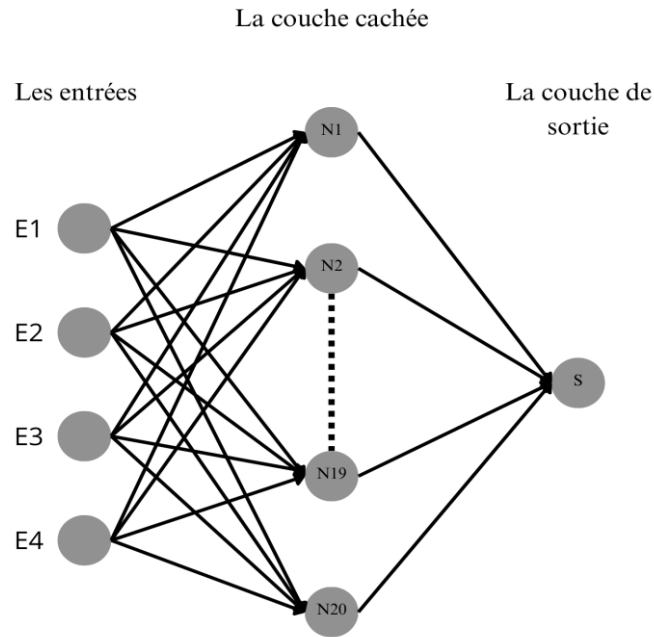 La couche cachée
Les entrées
La couche de
sortie
N1
E1
N2
E2
S
E3
N19
E4
N20